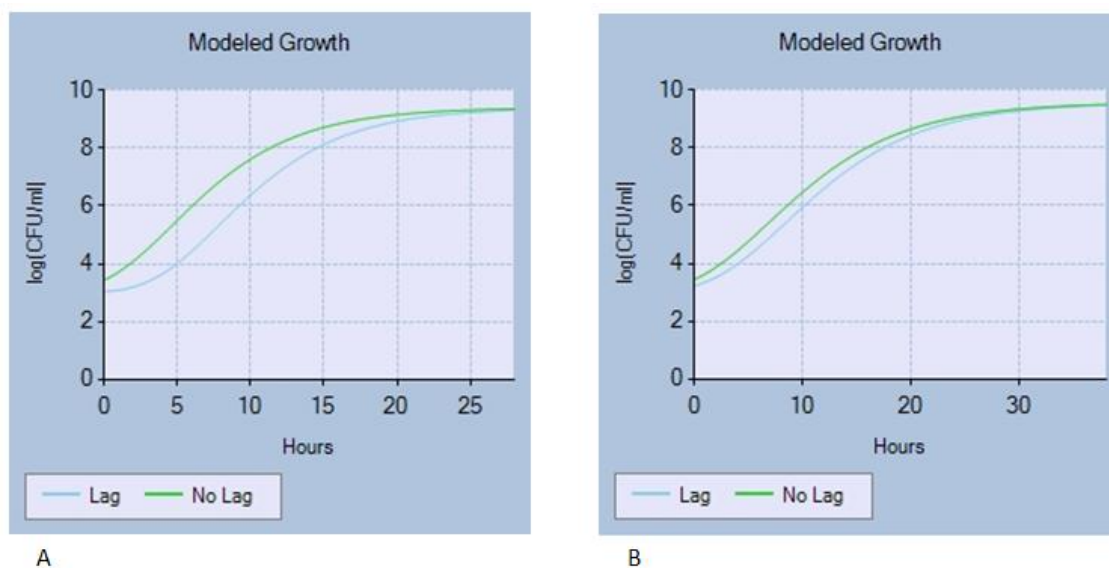 Modeled Growth
10
8
6
4
2
0
log(CFU/ml)
0 5 10 15 20 25
Hours
Lag No Lag
A
Modeled Growth
10
8
6
4
2
0
log(CFU/ml)
0 10 20 30
Hours
Lag No Lag
B